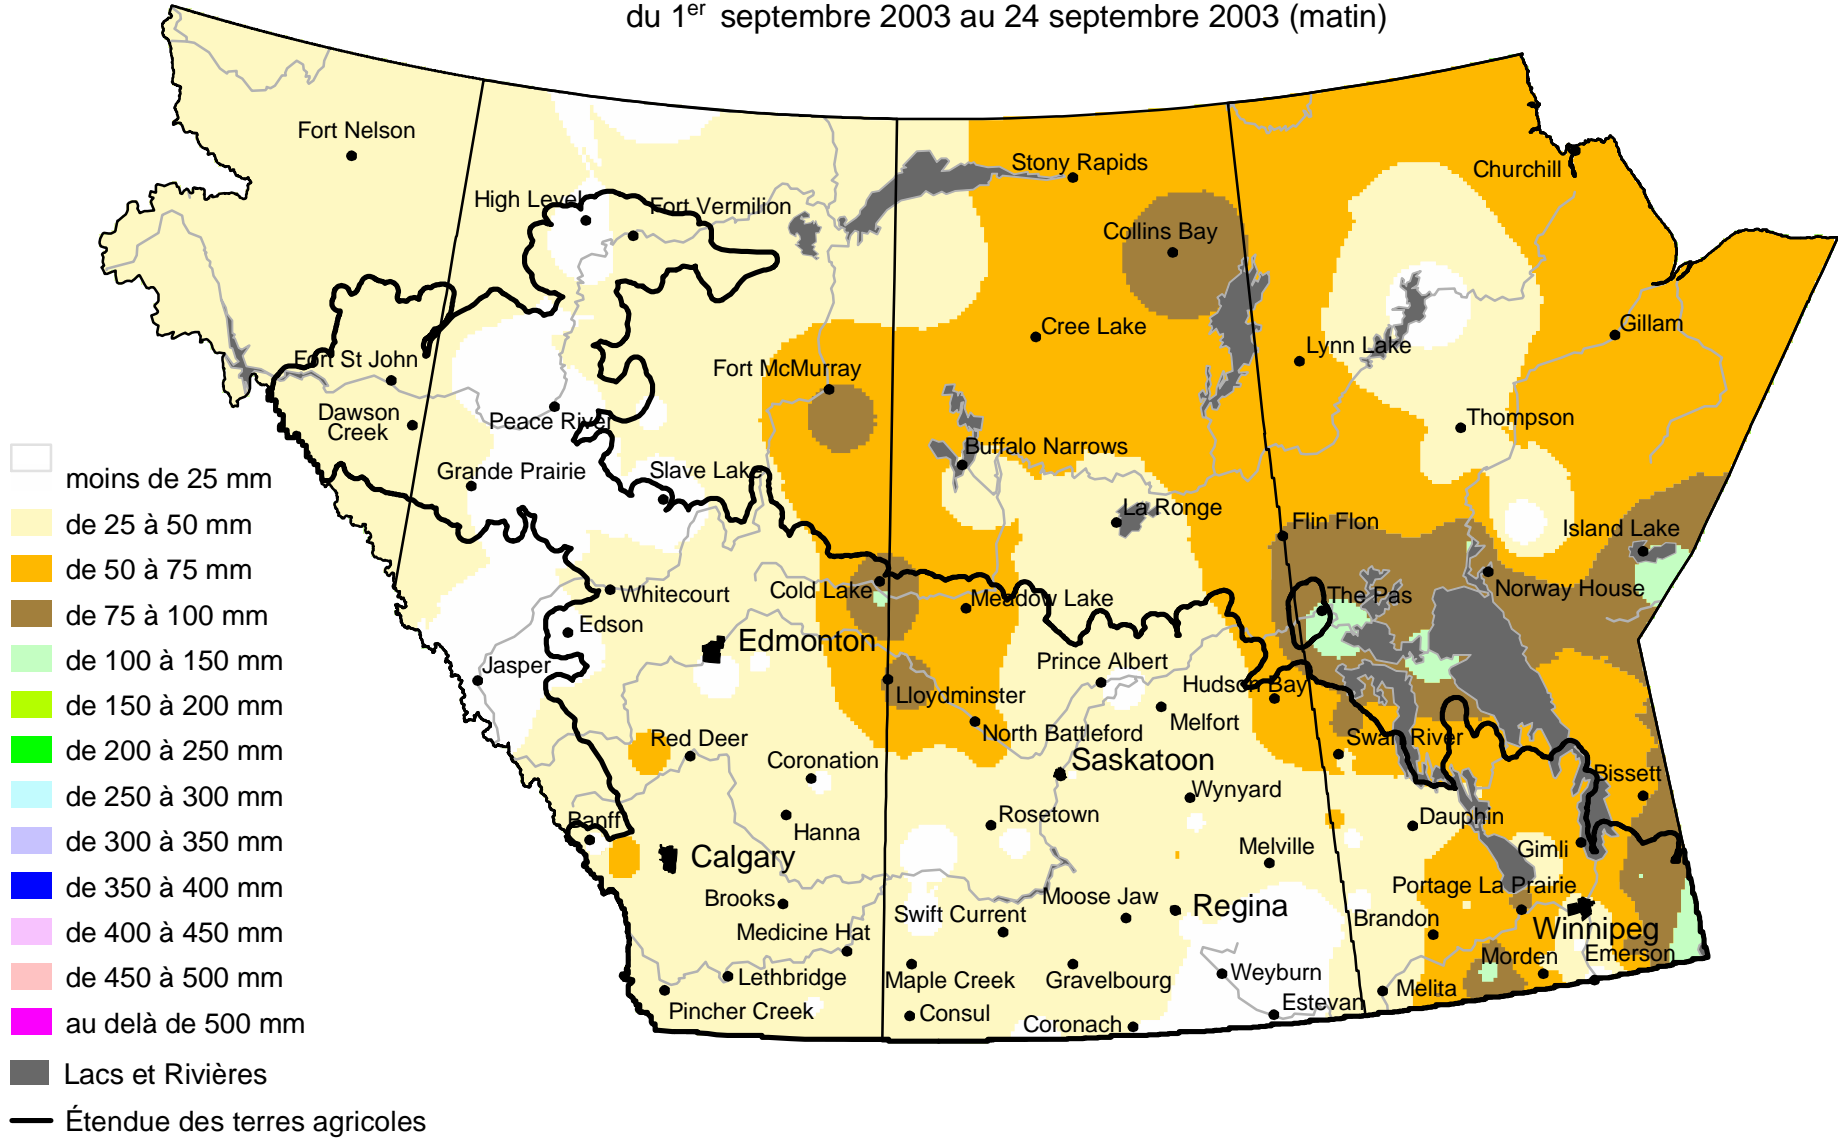 du 1er septembre 2003 au 24 septembre 2003 (matin)
Fort Nelson
Stony Rapids
Churchill
High Level
Fort Vermilion
Collins Bay
Cree Lake
Gillam
Lynn Lake
Fort St John
Fort McMurray
Dawson
Creek
Peace River
Thompson
Buffalo Narrows
Grande Prairie
Slave Lake
La Ronge
Flin Flon
Island Lake
Cold Lake
Whitecourt
Meadow Lake
The Pas
Norway House
Edson
Edmonton
Jasper
Prince Albert
Hudson Bay
Lloydminster
Melfort
North Battleford
Red Deer
Swan River
Coronation
Saskatoon
Bissett
Wynyard
Banff
Hanna
Rosetown
Dauphin
Calgary
Melville
Gimli
Brooks
Moose Jaw
Portage La Prairie
Swift Current
Regina
Brandon
Winnipeg
Medicine Hat
Morden
Emerson
Lethbridge
Maple Creek
Gravelbourg
Weyburn
Melita
Pincher Creek
Consul
Coronach
Estevan
moins de 25 mm
de 25 à 50 mm
de 50 à 75 mm
de 75 à 100 mm
de 100 à 150 mm
de 150 à 200 mm
de 200 à 250 mm
de 250 à 300 mm
de 300 à 350 mm
de 350 à 400 mm
de 400 à 450 mm
de 450 à 500 mm
au delà de 500 mm
Lacs et Rivières
Étendue des terres agricoles